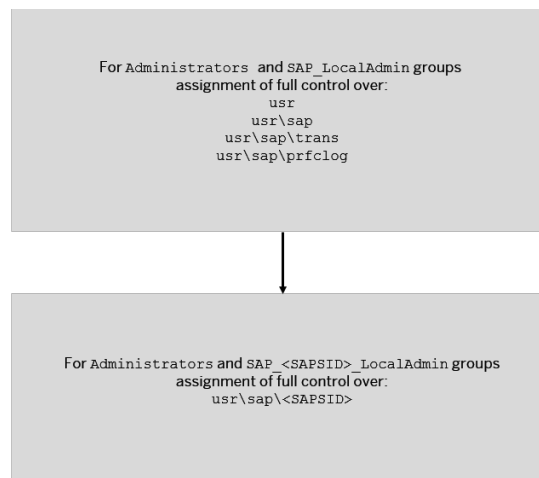 For Administrators and SAP_LocalAdmin groups
assignment of full control over:
usr
usr\sap
usr\sap\trans
usr\sap\prfclog
For Administrators and SAP_<SAPSID>_LocalAdmin groups
assignment of full control over:
usr\sap\<SAPSID>